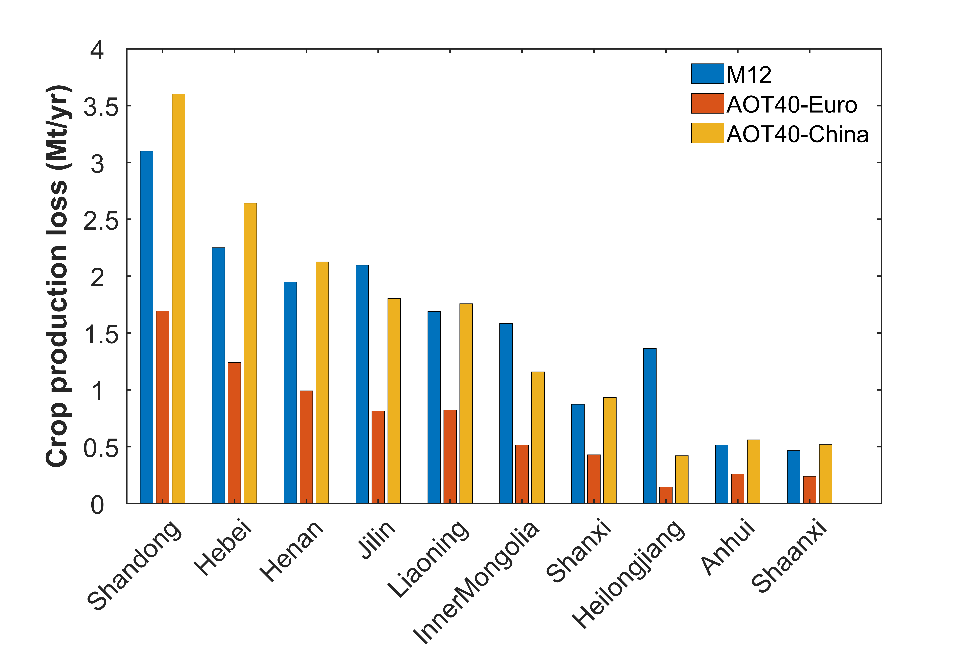 Crop production loss (Mt/yr)
4
3.5
3
2.5
2
1.5
1
0.5
0
M12
AOT40-Euro
AOT40-China
Shandong
Hebei
Henan
Jilin
Liaoning
InnerMongolia
Shanxi
Heilongjiang
Anhui
Shaanxi